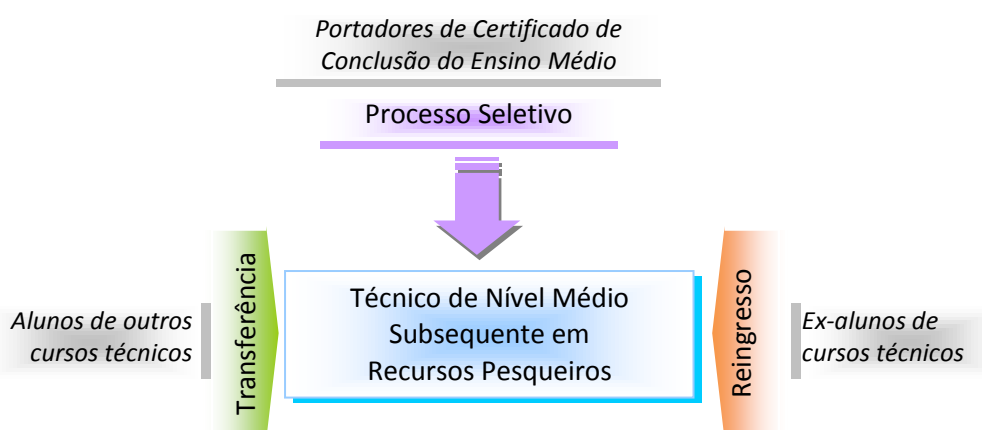 Portadores de Certificado de
Conclusão do Ensino Médio
Processo Seletivo
Transferência
Alunos de outros
cursos técnicos
Técnico de Nível Médio
Subsequente em
Recursos Pesqueiros
Reingresso
Ex-alunos de
cursos técnicos